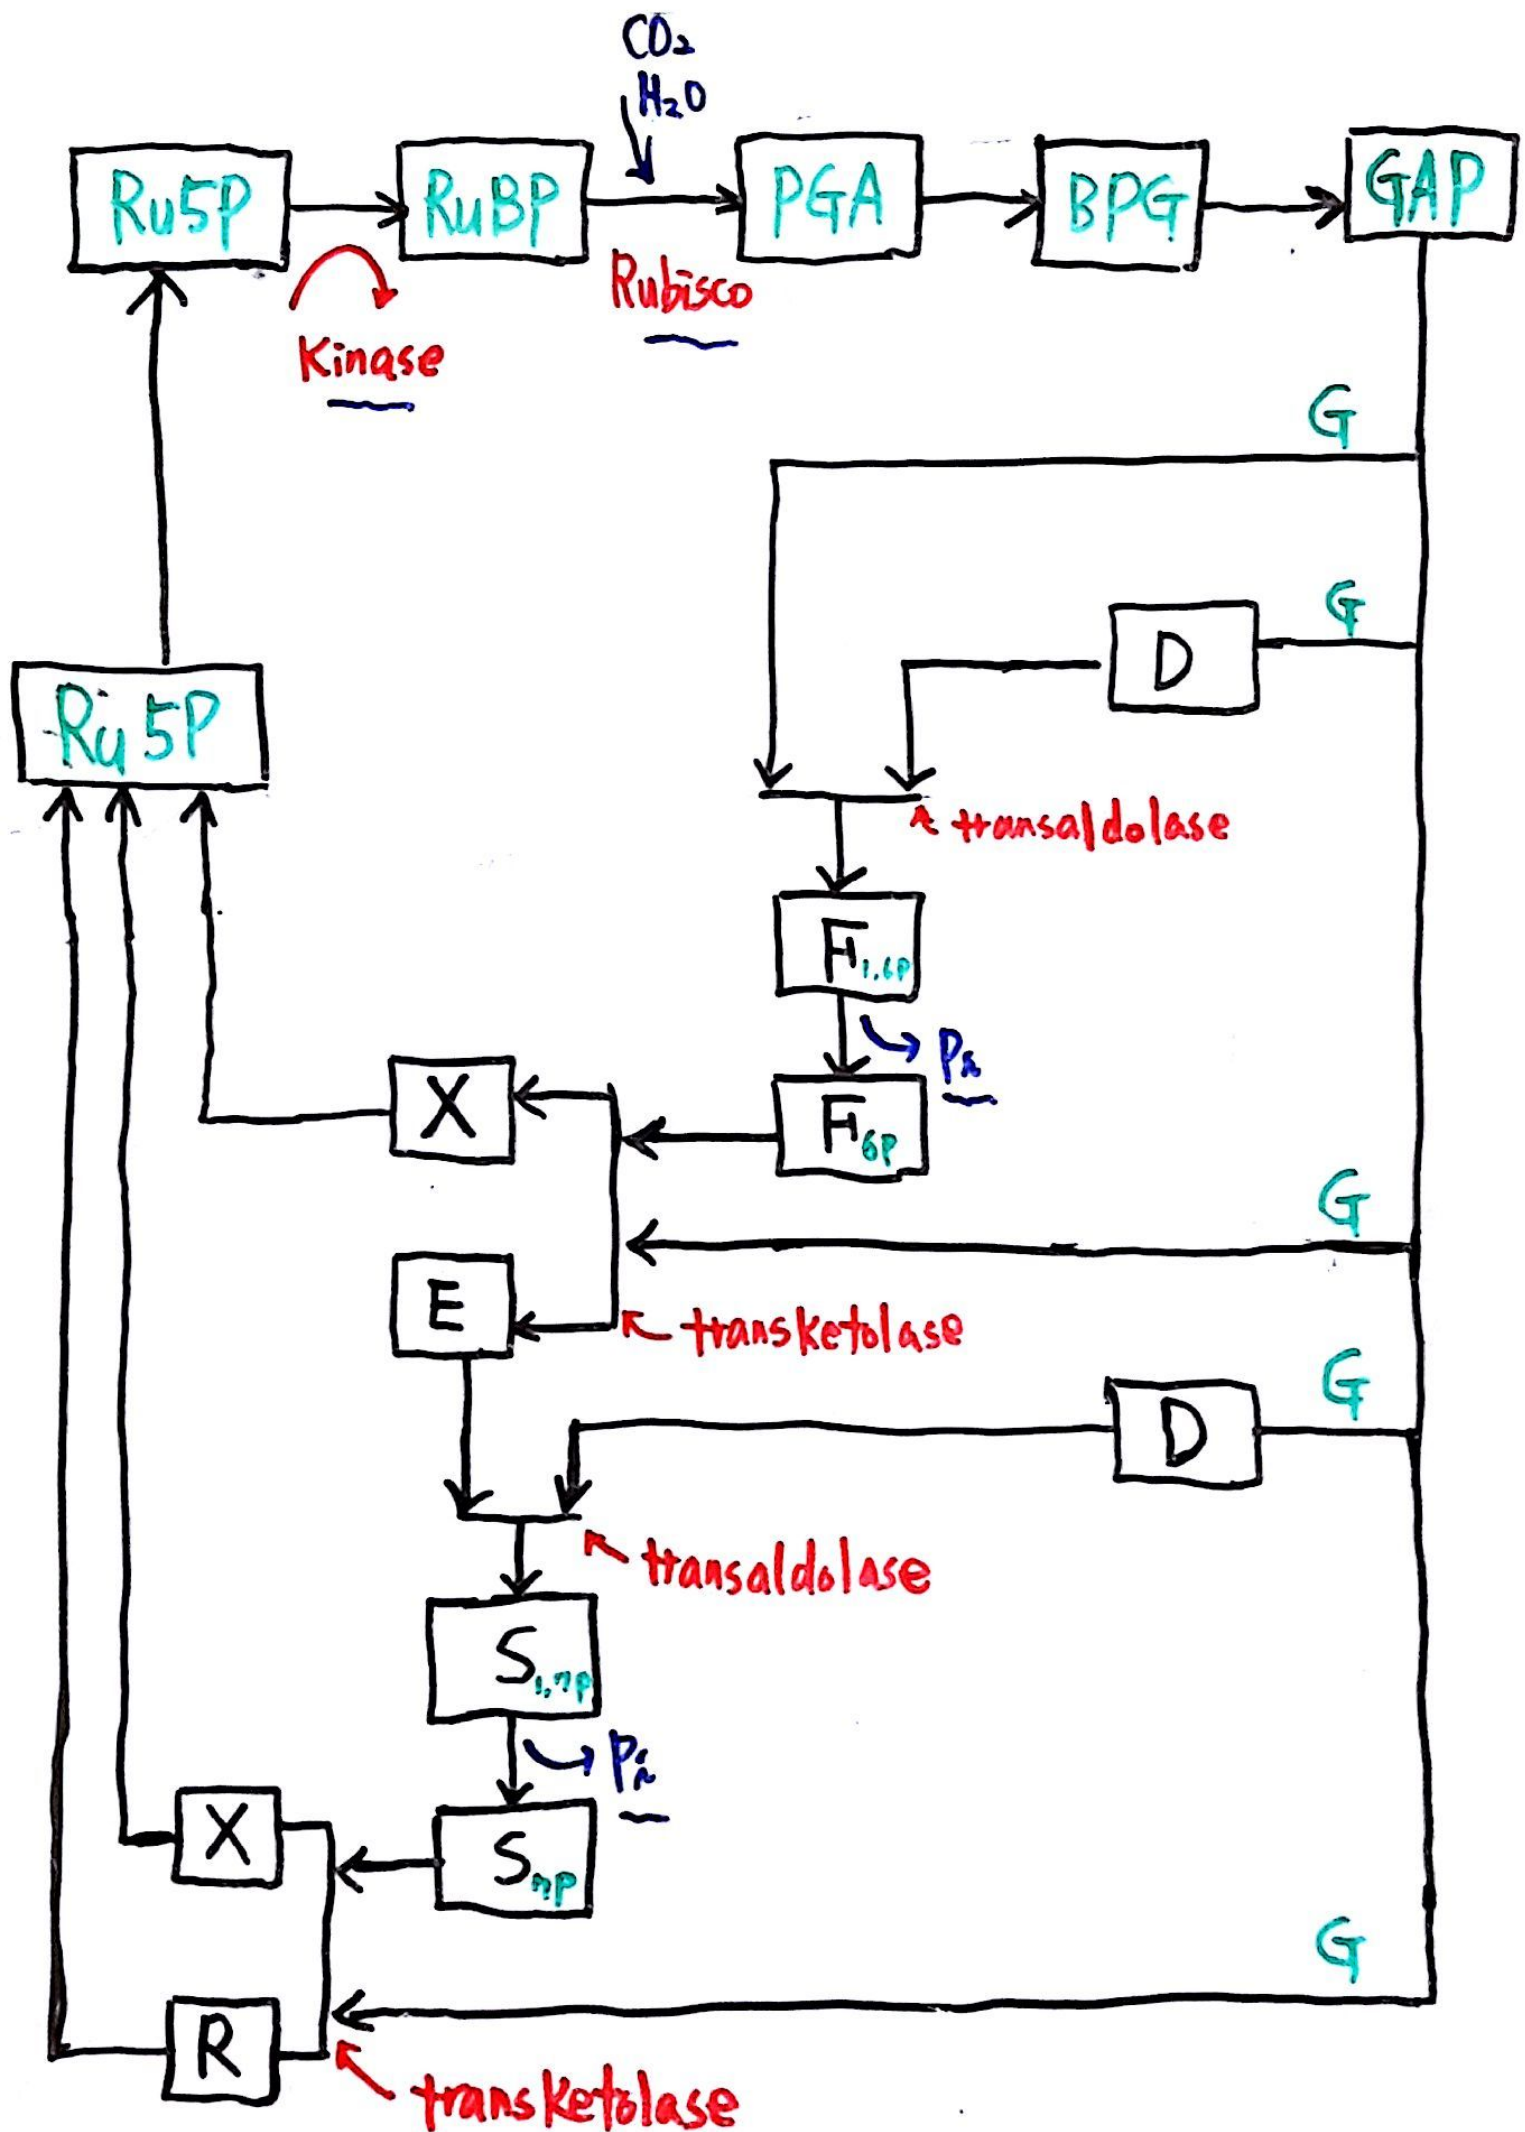 CO₂
H₂O
Ru5P
RuBP
PGA
BPG
GAP
Kinase
Rubisco
G
G
D
Ru5P
transaldolase
F1,6P
Pi
F6P
X
G
E
transketolase
G
D
transaldolase
S1,7P
Pi
S7P
X
G
R
transketolase